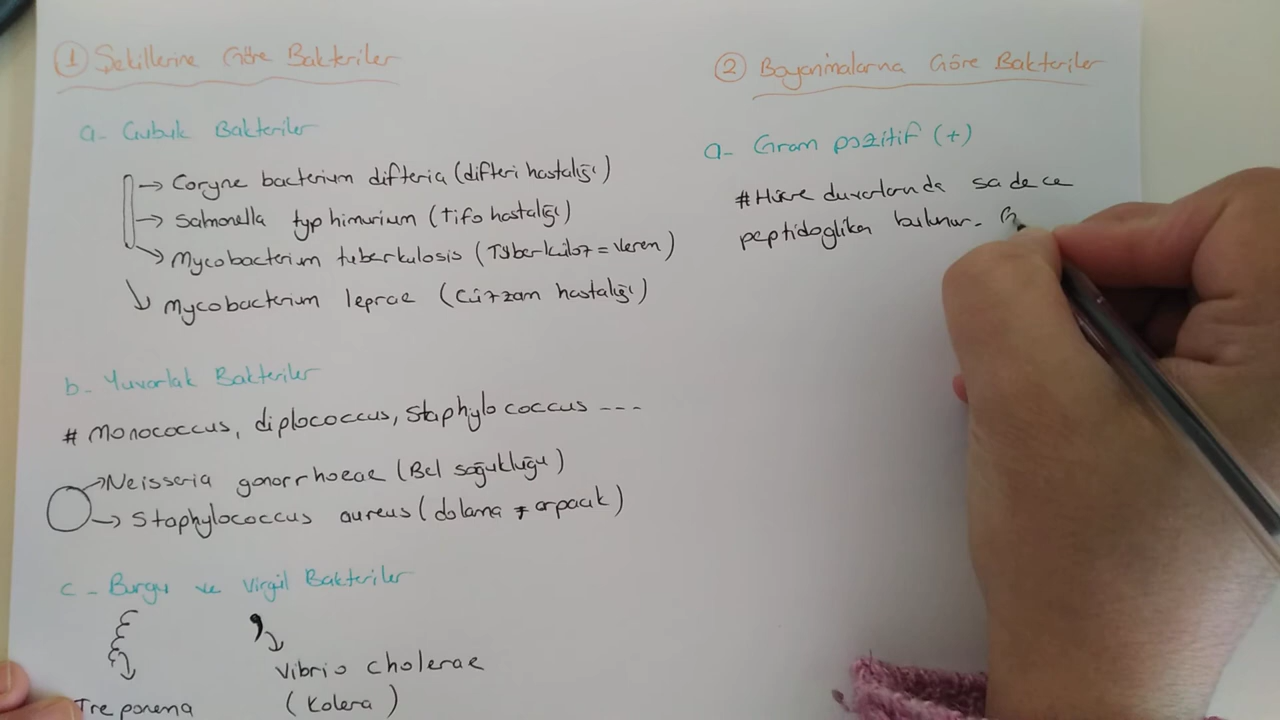 1 Şekillerine Göre Bakteriler
a- Çubuk Bakteriler
→ Coryne bacterium difteria (difteri hastalığı)
→ Salmonella typhimurium (tifo hastalığı)
→ Mycobacterium tuberkulosis (Tüberküloz = Verem)
Mycobacterium leprae (Cüzzam hastalığı)
b- Yuvarlak Bakteriler
# Monococcus, diplococcus, Staphylococcus ---
→ Neisseria gonorrhoeae (Bel soğukluğu)
→ Staphylococcus aureus (dolama, arpacık)
c- Burgu ve Virgül Bakteriler
Treponema
Vibrio cholerae
(Kolera)
2 Boyanmalarına Göre Bakteriler
a- Gram pozitif (+)
# Hücre duvarlarında sadece
peptidoglikan bulunur.